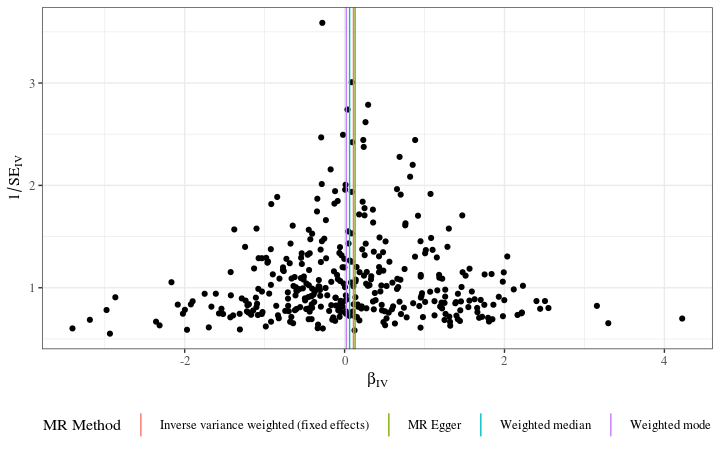 3
2
1
1/SE_IV
-2
0
2
4
β_IV
MR Method
Inverse variance weighted (fixed effects)
MR Egger
Weighted median
Weighted mode